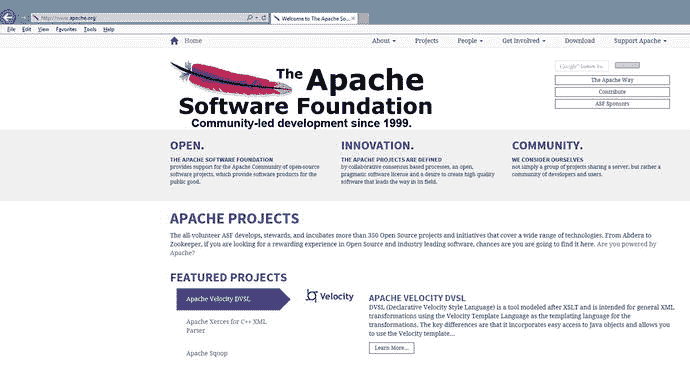 http://www.apache.org
Welcome to The Apache So...
File Edit View Favorites Tools Help
Home
About Projects People Get Involved Download Support Apache
The Apache
Software Foundation
Community-led development since 1999.
Google Custom
The Apache Way
Contribute
ASF Sponsors
OPEN.
THE APACHE SOFTWARE FOUNDATION
provides support for the Apache Community of open-source
software projects, which provide software products for the
public good.
INNOVATION.
THE APACHE PROJECTS ARE DEFINED
by collaborative consensus based processes, an open,
pragmatic software license and a desire to create high quality
software that leads the way in its field.
COMMUNITY.
WE CONSIDER OURSELVES
not simply a group of projects sharing a server, but rather a
community of developers and users.
APACHE PROJECTS
The all-volunteer ASF develops, stewards, and incubates more than 350 Open Source projects and initiatives that cover a wide range of technologies. From Abdera to
Zookeeper, if you are looking for a rewarding experience in Open Source and industry leading software, chances are you are going to find it here. Are you powered by
Apache?
FEATURED PROJECTS
Apache Velocity DVSL
Apache Xerces for C++ XML
Parser
Apache Sqoop
Velocity
APACHE VELOCITY DVSL
DVSL (Declarative Velocity Style Language) is a tool modeled after XSLT and is intended for general XML
transformations using the Velocity Template Language as the templating language for the
transformations. The key differences are that it incorporates easy access to Java objects and allows you
to use the Velocity template...
Learn More...